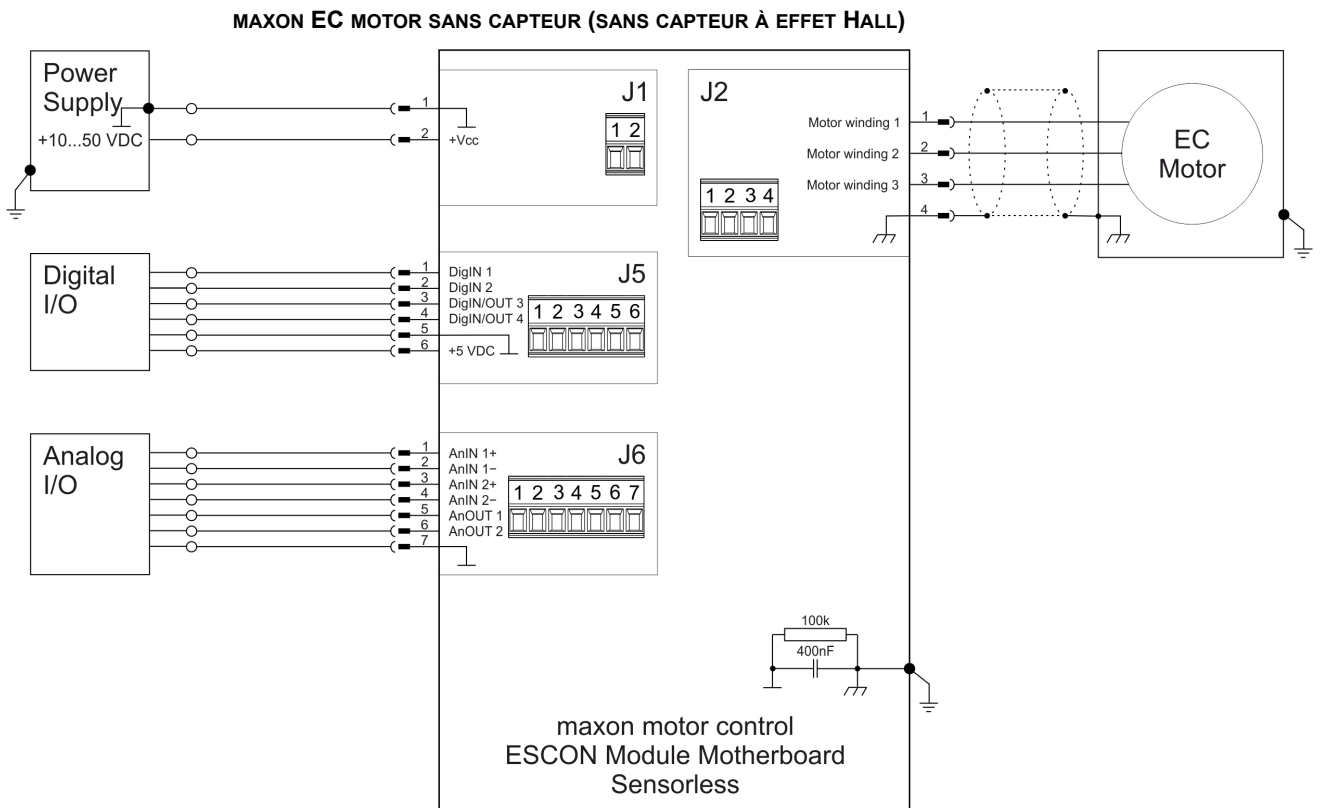 MAXON EC MOTOR SANS CAPTEUR (SANS CAPTEUR À EFFET HALL)
Power
Supply
+10...50 VDC
1
2
+Vcc
J1
1 2
J2
1 2 3 4
Motor winding 1
Motor winding 2
Motor winding 3
1
2
3
4
EC
Motor
Digital
I/O
1
2
3
4
5
6
DigIN 1
DigIN 2
DigIN/OUT 3
DigIN/OUT 4
+5 VDC
J5
1 2 3 4 5 6
Analog
I/O
1
2
3
4
5
6
7
AnIN 1+
AnIN 1−
AnIN 2+
AnIN 2−
AnOUT 1
AnOUT 2
J6
1 2 3 4 5 6 7
100k
400nF
maxon motor control
ESCON Module Motherboard
Sensorless